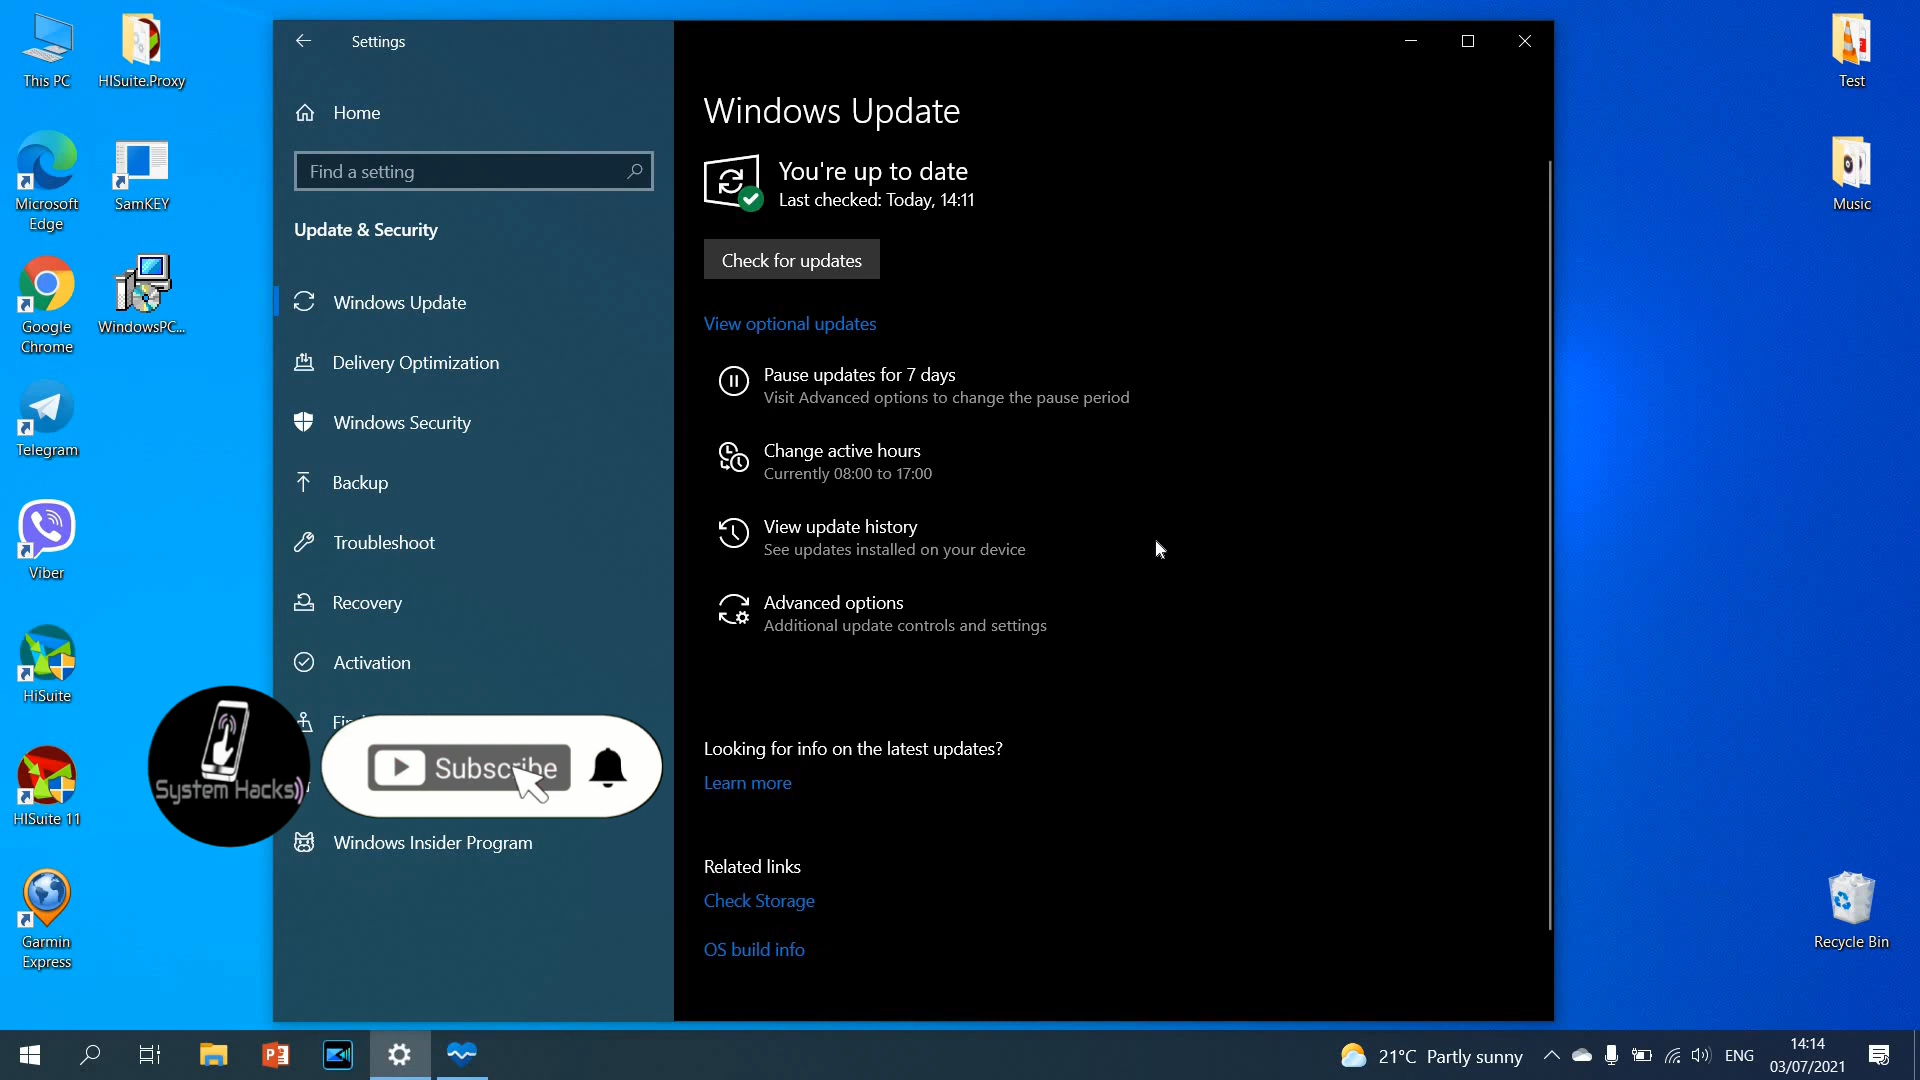 This PC
HISuite.Proxy
Microsoft
Edge
SamKEY
Google
Chrome
WindowsPC...
Telegram
Viber
HiSuite
HISuite 11
Garmin
Express
Settings
Home
Find a setting
Update & Security
Windows Update
Delivery Optimization
Windows Security
Backup
Troubleshoot
Recovery
Activation
System Hacks
Subscribe
Windows Insider Program
Windows Update
You're up to date
Last checked: Today, 14:11
Check for updates
View optional updates
Pause updates for 7 days
Visit Advanced options to change the pause period
Change active hours
Currently 08:00 to 17:00
View update history
See updates installed on your device
Advanced options
Additional update controls and settings
Looking for info on the latest updates?
Learn more
Related links
Check Storage
OS build info
Test
Music
Recycle Bin
21°C Partly sunny
ENG
14:14
03/07/2021